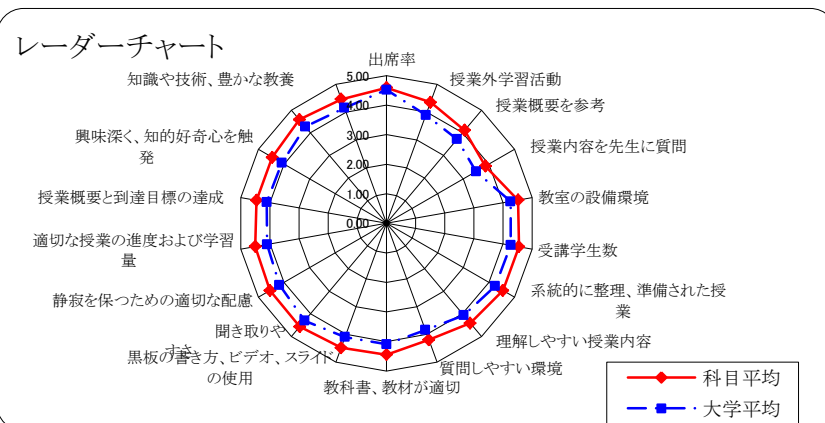 レーダーチャート
出席率
授業外学習活動
授業概要を参考
授業内容を先生に質問
教室の設備環境
受講学生数
系統的に整理、準備された授
業
理解しやすい授業内容
質問しやすい環境
教科書、教材が適切
黒板の書き方、ビデオ、スライド
の使用
聞き取りや
すさ
静寂を保つための適切な配慮
適切な授業の進度および学習
量
授業概要と到達目標の達成
興味深く、知的好奇心を触
発
知識や技術、豊かな教養
5.00
4.00
3.00
2.00
1.00
0.00
科目平均
大学平均